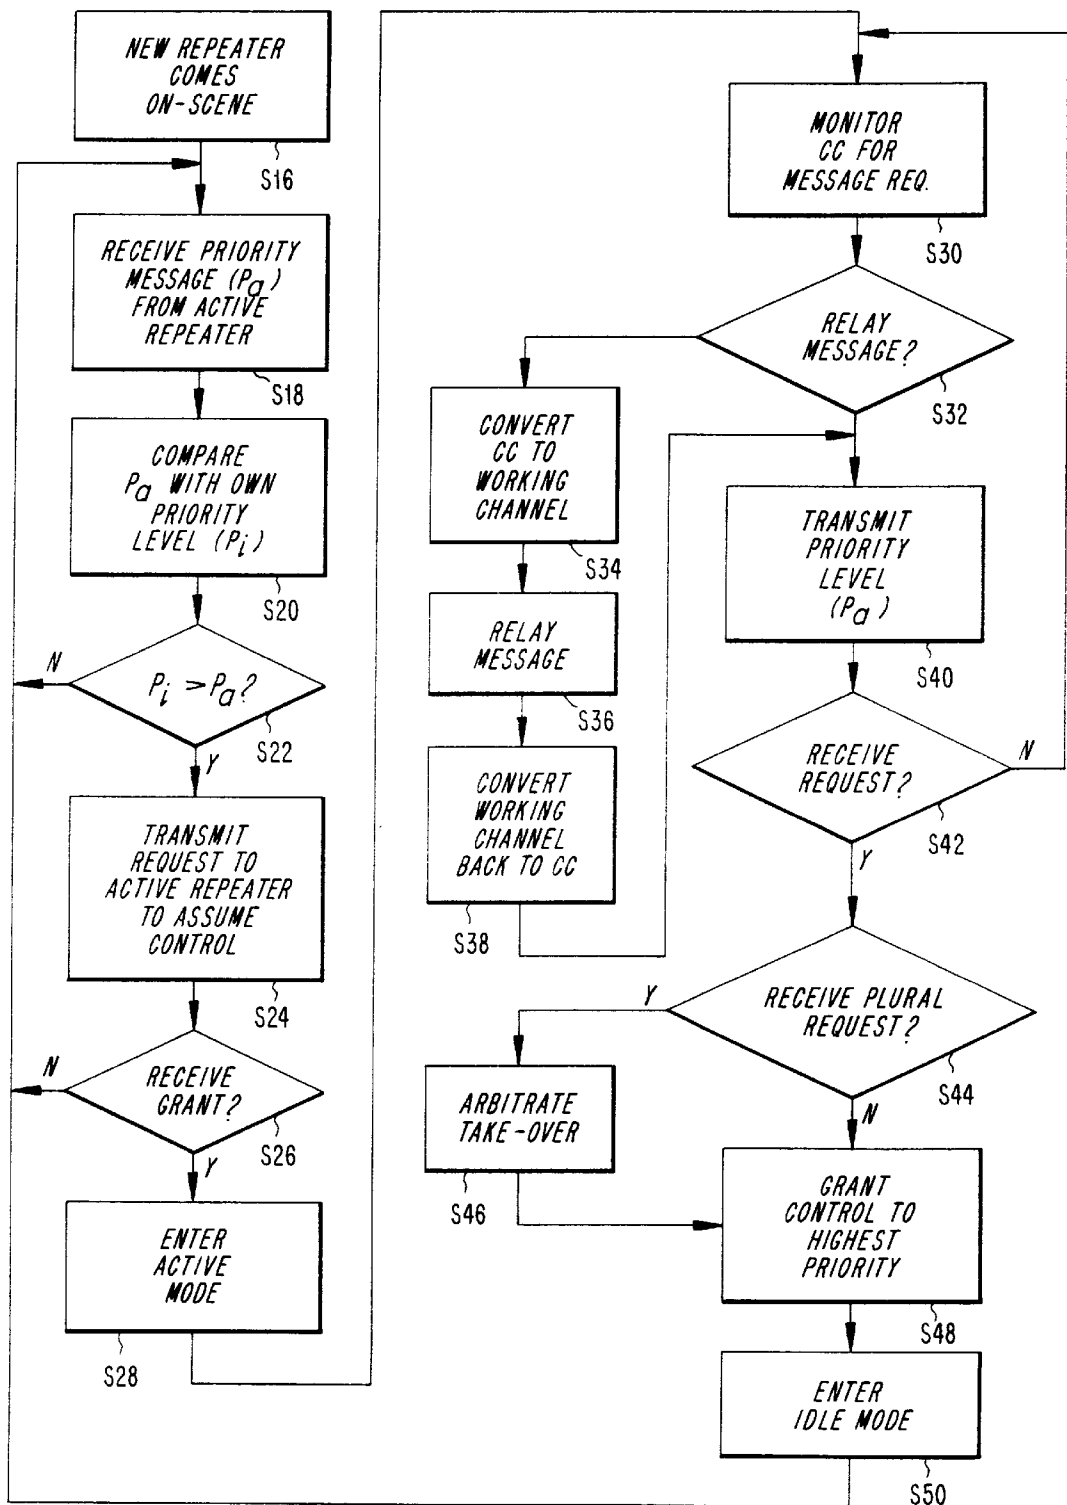 NEW REPEATER
COMES
ON-SCENE
S16
RECEIVE PRIORITY
MESSAGE (Pa)
FROM ACTIVE
REPEATER
S18
COMPARE
Pa WITH OWN
PRIORITY
LEVEL (Pi)
S20
N
Pi > Pa?
S22
Y
TRANSMIT
REQUEST TO
ACTIVE REPEATER
TO ASSUME
CONTROL
S24
N
RECEIVE
GRANT?
S26
Y
ENTER
ACTIVE
MODE
S28
MONITOR
CC FOR
MESSAGE REQ.
S30
RELAY
MESSAGE?
S32
CONVERT
CC TO
WORKING
CHANNEL
S34
RELAY
MESSAGE
S36
CONVERT
WORKING
CHANNEL
BACK TO CC
S38
TRANSMIT
PRIORITY
LEVEL
(Pa)
S40
RECEIVE
REQUEST?
N
S42
Y
RECEIVE PLURAL
REQUEST?
Y
S44
N
ARBITRATE
TAKE-OVER
S46
GRANT
CONTROL TO
HIGHEST
PRIORITY
S48
ENTER
IDLE MODE
S50